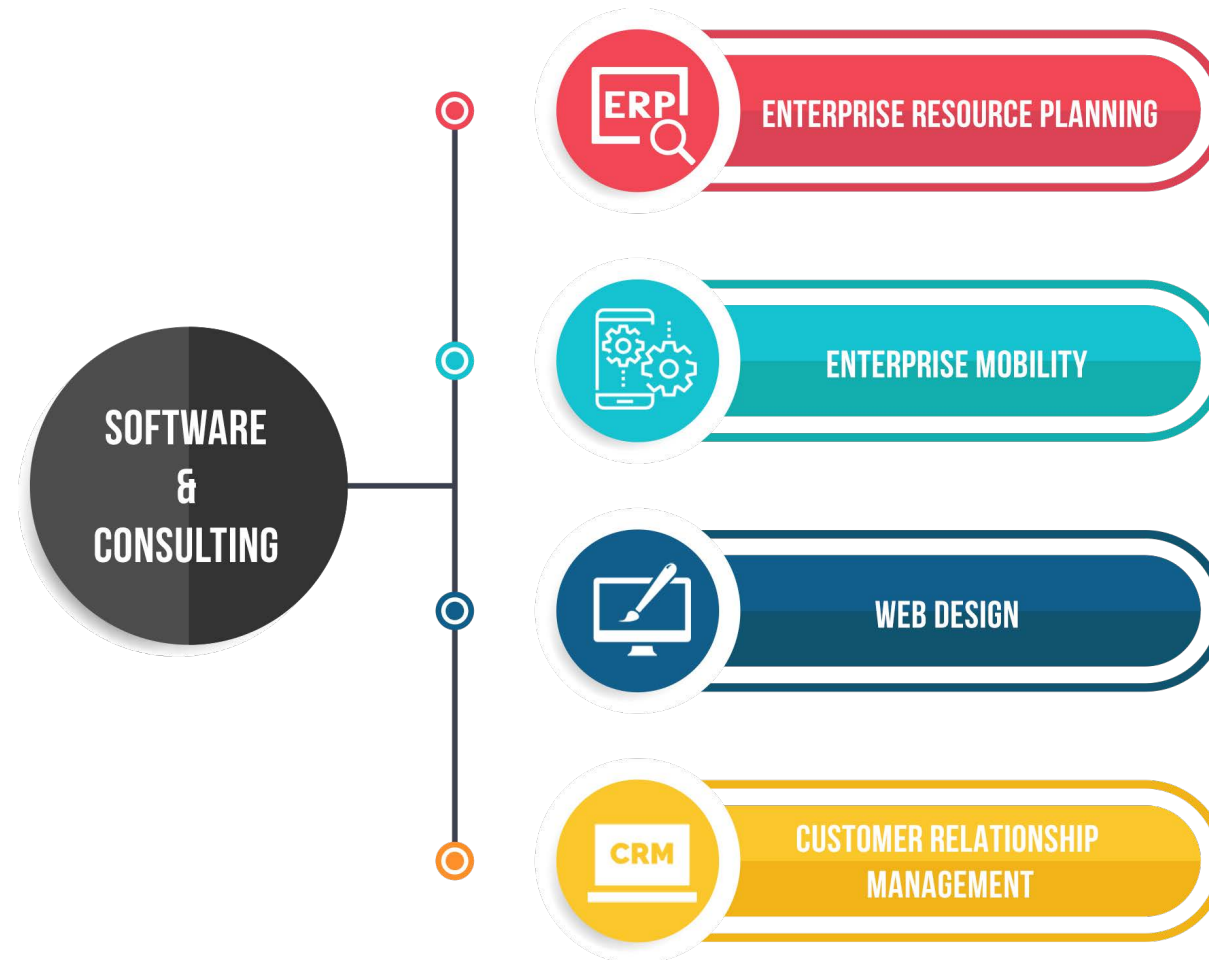 SOFTWARE
&
CONSULTING
ERP
ENTERPRISE RESOURCE PLANNING
ENTERPRISE MOBILITY
WEB DESIGN
CRM
CUSTOMER RELATIONSHIP
MANAGEMENT